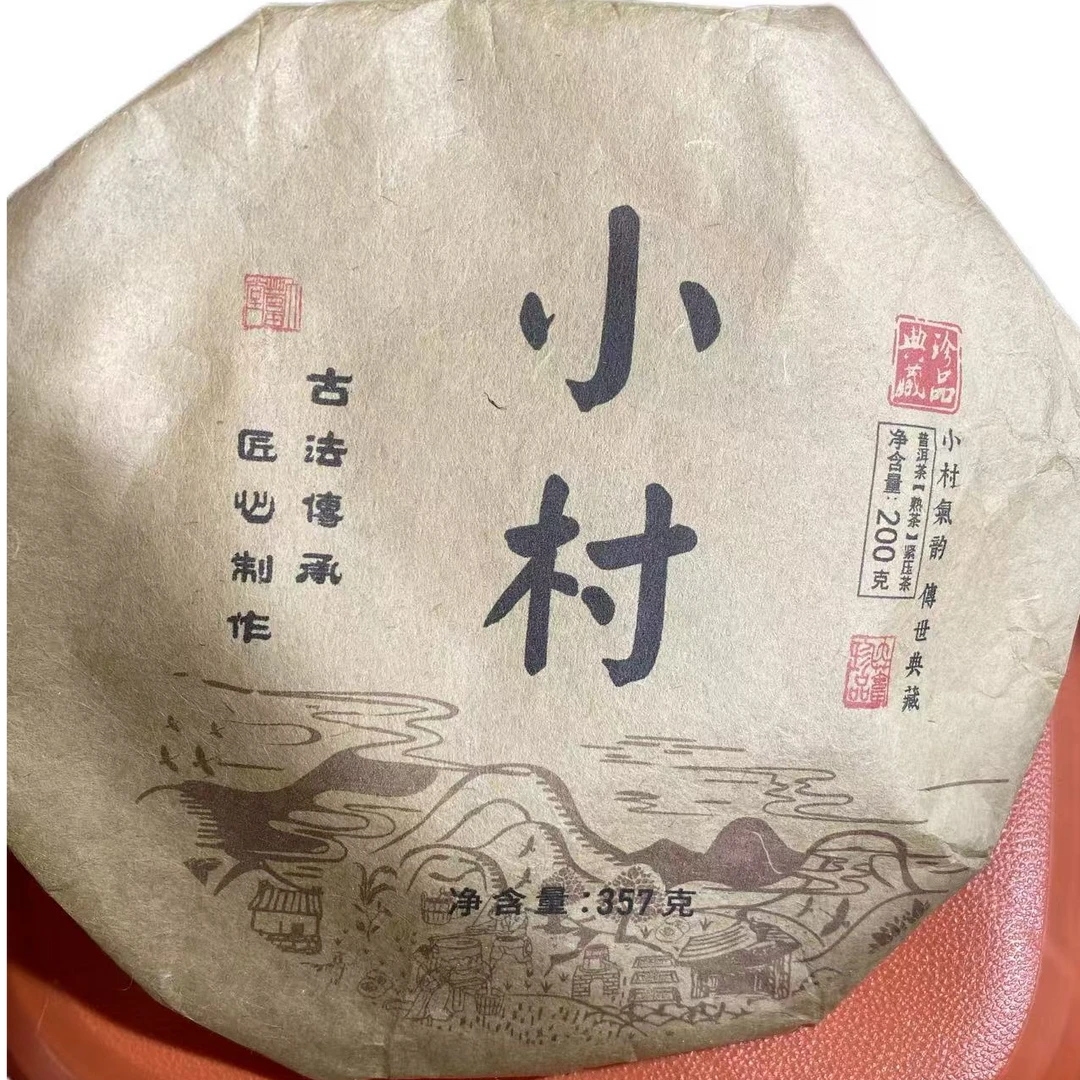 小村
古法傳承
匠心制作
珍品
典藏
小村氣韵 傳世典藏
普洱茶【熟茶】紧压茶
净含量：200克
珍品
净含量：357克